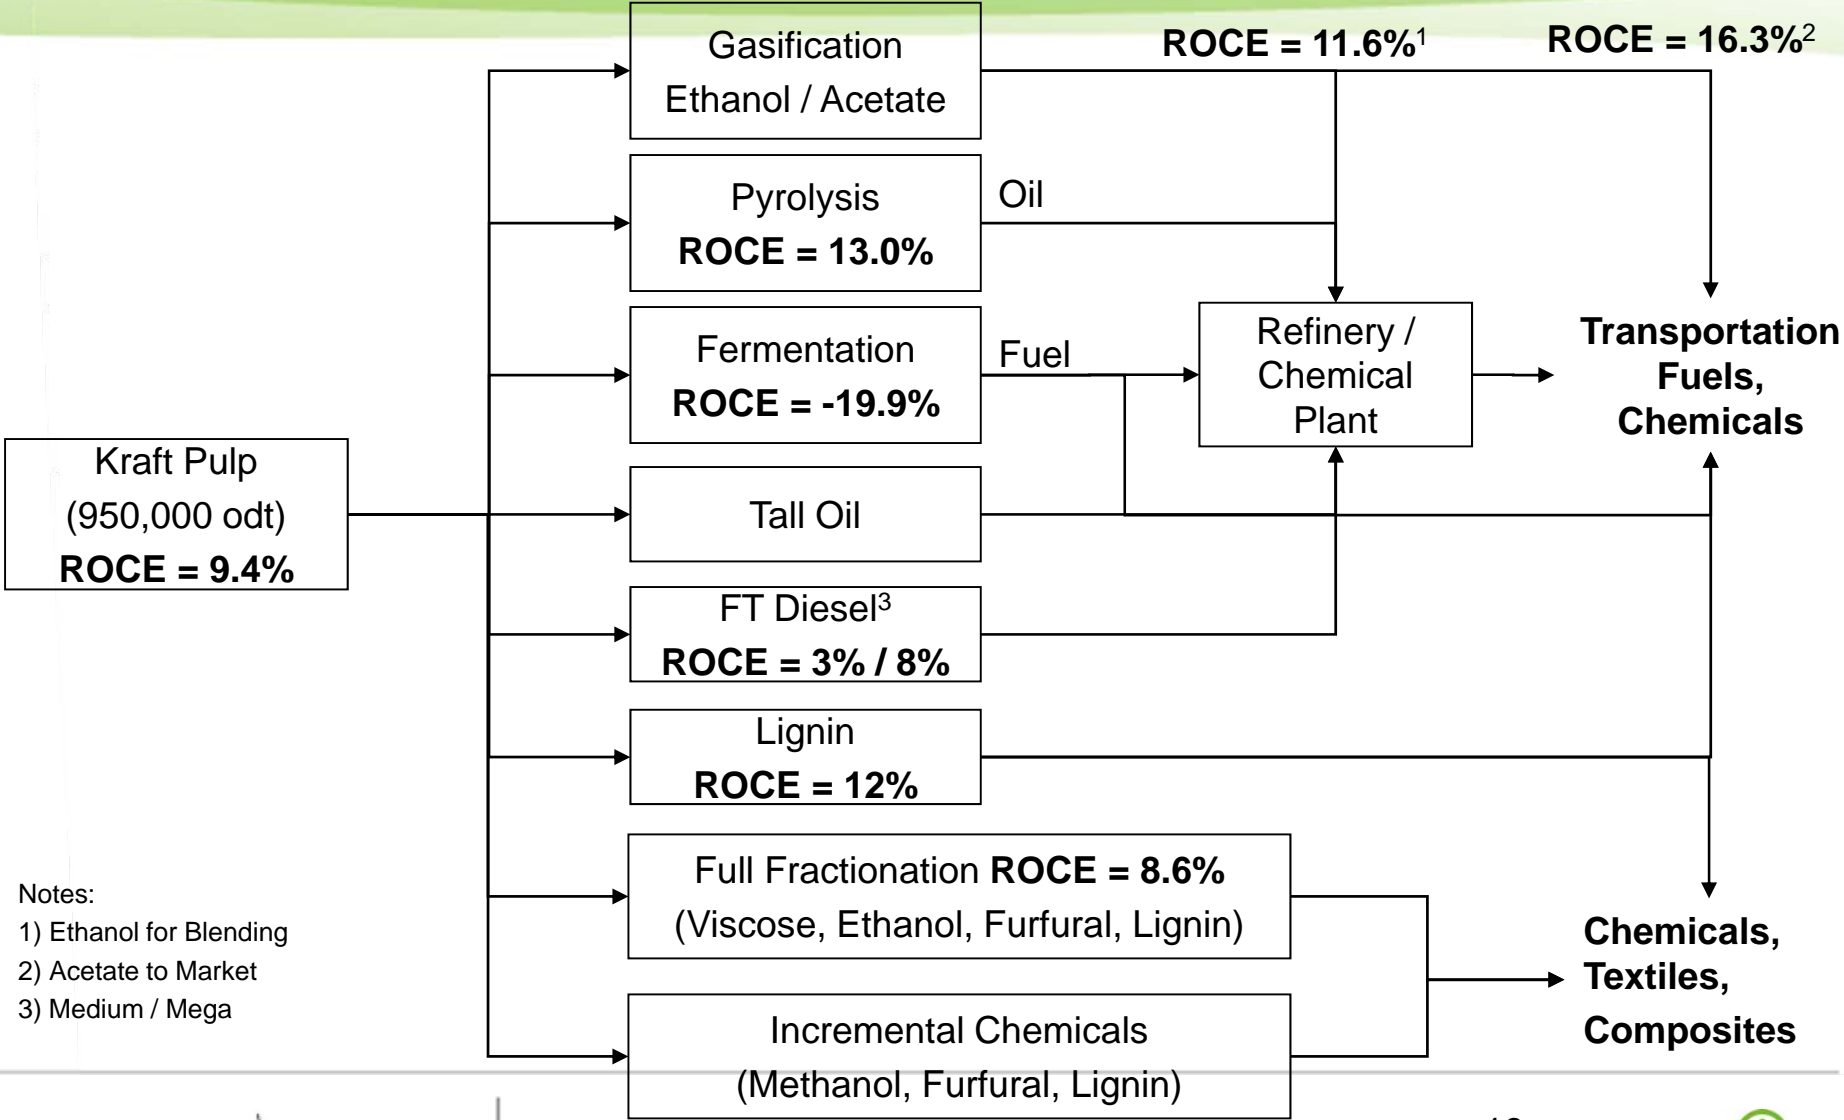 Gasification
Ethanol / Acetate
ROCE = 11.6%¹
ROCE = 16.3%²
Pyrolysis
ROCE = 13.0%
Oil
Fermentation
ROCE = -19.9%
Fuel
Refinery /
Chemical
Plant
Transportation
Fuels,
Chemicals
Kraft Pulp
(950,000 odt)
ROCE = 9.4%
Tall Oil
FT Diesel³
ROCE = 3% / 8%
Lignin
ROCE = 12%
Full Fractionation ROCE = 8.6%
(Viscose, Ethanol, Furfural, Lignin)
Incremental Chemicals
(Methanol, Furfural, Lignin)
Chemicals,
Textiles,
Composites
Notes:
1) Ethanol for Blending
2) Acetate to Market
3) Medium / Mega